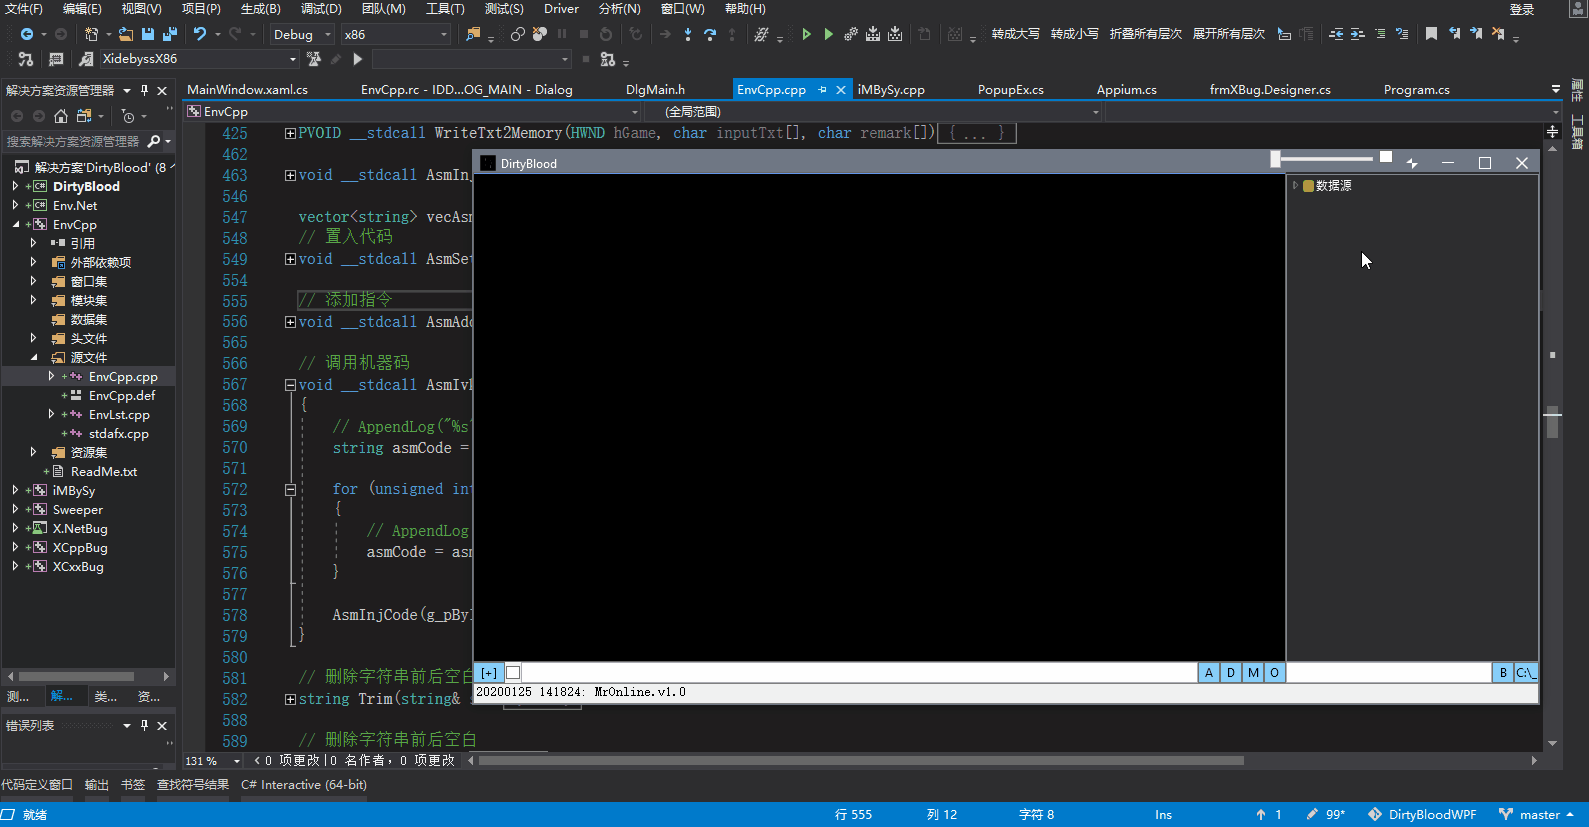 文件(F) 编辑(E) 视图(V) 项目(P) 生成(B) 调试(D) 团队(M) 工具(T) 测试(S) Driver 分析(N) 窗口(W) 帮助(H) 登录
Debug x86 转成大写 转成小写 折叠所有层次 展开所有层次
XidebyssX86
解决方案资源管理器
MainWindow.xaml.cs EnvCpp.rc - IDD...OG_MAIN - Dialog DlgMain.h EnvCpp.cpp iMBySy.cpp PopupEx.cs Appium.cs frmXBug.Designer.cs Program.cs
属性
工具箱
EnvCpp (全局范围)
搜索解决方案资源管理器
解决方案'DirtyBlood' (8
DirtyBlood
Env.Net
EnvCpp
引用
外部依赖项
窗口集
模块集
数据集
头文件
源文件
EnvCpp.cpp
EnvCpp.def
EnvLst.cpp
stdafx.cpp
资源集
ReadMe.txt
iMBySy
Sweeper
X.NetBug
XCppBug
XCxxBug
测... 解... 类... 资...
错误列表
425 PVOID __stdcall WriteTxt2Memory(HWND hGame, char inputTxt[], char remark[]) { ... }
462
463 void __stdcall AsmIn
546
547 vector<string> vecAsm
548 // 置入代码
549 void __stdcall AsmSet
554
555 // 添加指令
556 void __stdcall AsmAdd
565
566 // 调用机器码
567 void __stdcall AsmIvk
568 {
569 // AppendLog("%s"
570 string asmCode =
571
572 for (unsigned int
573 {
574 // AppendLog
575 asmCode = asm
576 }
577
578 AsmInjCode(g_pBy
579 }
580
581 // 删除字符串前后空白
582 string Trim(string&
588
589 // 删除字符串前后空白
DirtyBlood
数据源
[+] A D M O B C:\_
20200125 141824: MrOnline.v1.0
131 % 0 项更改 | 0 名作者，0 项更改
代码定义窗口 输出 书签 查找符号结果 C# Interactive (64-bit)
就绪 行 555 列 12 字符 8 Ins 1 99* DirtyBloodWPF master